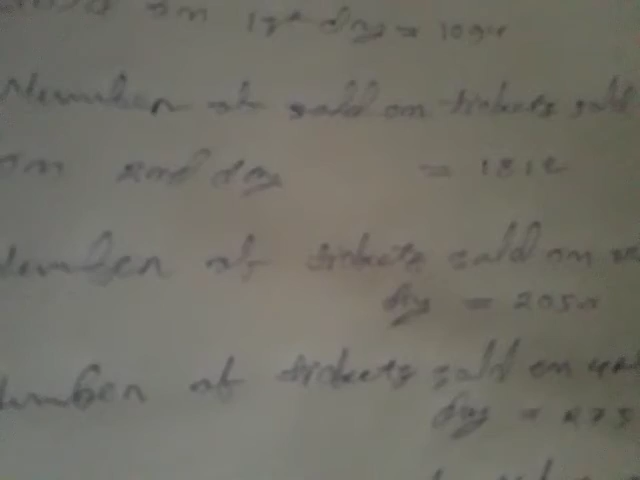 on 1st day = 1094
Number of sold on tickets sold
on 2nd day = 1812
Number of tickets sold on
day = 2050
Number of tickets sold on
day =